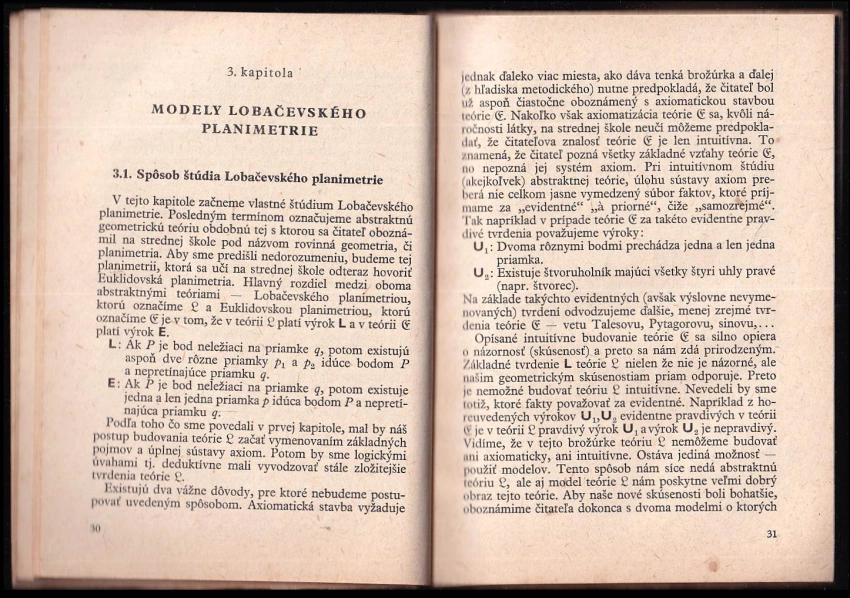 3. kapitola
MODELY LOBAČEVSKÉHO
PLANIMETRIE
3.1. Spôsob štúdia Lobačevského planimetrie
V tejto kapitole začneme vlastné štúdium Lobačevského
planimetrie. Posledným termínom označujeme abstraktnú
geometrickú teóriu obdobnú tej s ktorou sa čitateľ obozná-
mil na strednej škole pod názvom rovinná geometria, či
planimetria. Aby sme predišli nedorozumeniu, budeme tej
planimetrii, ktorá sa učí na strednej škole odteraz hovoriť
Euklidovská planimetria. Hlavný rozdiel medzi oboma
abstraktnými teóriami — Lobačevského planimetriou,
ktorú označíme 𝔏 a Euklidovskou planimetriou, ktorú
označíme 𝔈 je v tom, že v teórii 𝔏 platí výrok L a v teórii 𝔈
platí výrok E.
L: Ak P je bod neležiaci na priamke q, potom existujú
aspoň dve rôzne priamky p₁ a p₂ idúce bodom P
a nepretínajúce priamku q.
E: Ak P je bod neležiaci na priamke q, potom existuje
jedna a len jedna priamka p idúca bodom P a nepretí-
najúca priamku q.
Podľa toho čo sme povedali v prvej kapitole, mal by náš
postup budovania teórie 𝔏 začať vymenovaním základných
pojmov a úplnej sústavy axiom. Potom by sme logickými
úvahami tj. deduktívne mali vyvodzovať stále zložitejšie
tvrdenia teórie 𝔏.
Existujú dva vážne dôvody, pre ktoré nebudeme postu-
povať uvedeným spôsobom. Axiomatická stavba vyžaduje
30
jednak ďaleko viac miesta, ako dáva tenká brožúrka a ďalej
(z hľadiska metodického) nutne predpokladá, že čitateľ bol
už aspoň čiastočne oboznámený s axiomatickou stavbou
teórie 𝔈. Nakoľko však axiomatizácia teórie 𝔈 sa, kvôli ná-
ročnosti látky, na strednej škole neučí môžeme predpokla-
dať, že čitateľova znalosť teórie 𝔈 je len intuitívna. To
znamená, že čitateľ pozná všetky základné vzťahy teórie 𝔈,
no nepozná jej systém axiom. Pri intuitívnom štúdiu
(akejkoľvek) abstraktnej teórie, úlohu sústavy axiom pre-
berá nie celkom jasne vymedzený súbor faktov, ktoré príj-
mame za „evidentné“ „à priorné“, čiže „samozrejmé“.
Tak napríklad v prípade teórie 𝔈 za takéto evidentne prav-
divé tvrdenia považujeme výroky:
U₁: Dvoma rôznymi bodmi prechádza jedna a len jedna
priamka.
U₂: Existuje štvoruholník majúci všetky štyri uhly pravé
(napr. štvorec).
Na základe takýchto evidentných (avšak výslovne nevyme-
novaných) tvrdení odvodzujeme ďalšie, menej zrejmé tvr-
denia teórie 𝔈 — vetu Talesovu, Pytagorovu, sinovu,...
Opísané intuitívne budovanie teórie 𝔈 sa silno opiera
o názornosť (skúsenosť) a preto sa nám zdá prirodzeným.
Základné tvrdenie L teórie 𝔏 nielen že nie je názorné, ale
našim geometrickým skúsenostiam priam odporuje. Preto
je nemožné budovať teóriu 𝔏 intuitívne. Nevedeli by sme
totiž, ktoré fakty považovať za evidentné. Napríklad z ho-
reuvedených výrokov U₁,U₂ evidentne pravdivých v teórii
𝔈 je v teórii 𝔏 pravdivý výrok U₁ a výrok U₂ je nepravdivý.
Vidíme, že v tejto brožúrke teóriu 𝔏 nemôžeme budovať
ani axiomaticky, ani intuitívne. Ostáva jediná možnosť —
použiť modelov. Tento spôsob nám síce nedá abstraktnú
teóriu 𝔏, ale aj model teórie 𝔏 nám poskytne veľmi dobrý
obraz tejto teórie. Aby naše nové skúsenosti boli bohatšie,
oboznámime čitateľa dokonca s dvoma modelmi o ktorých
31